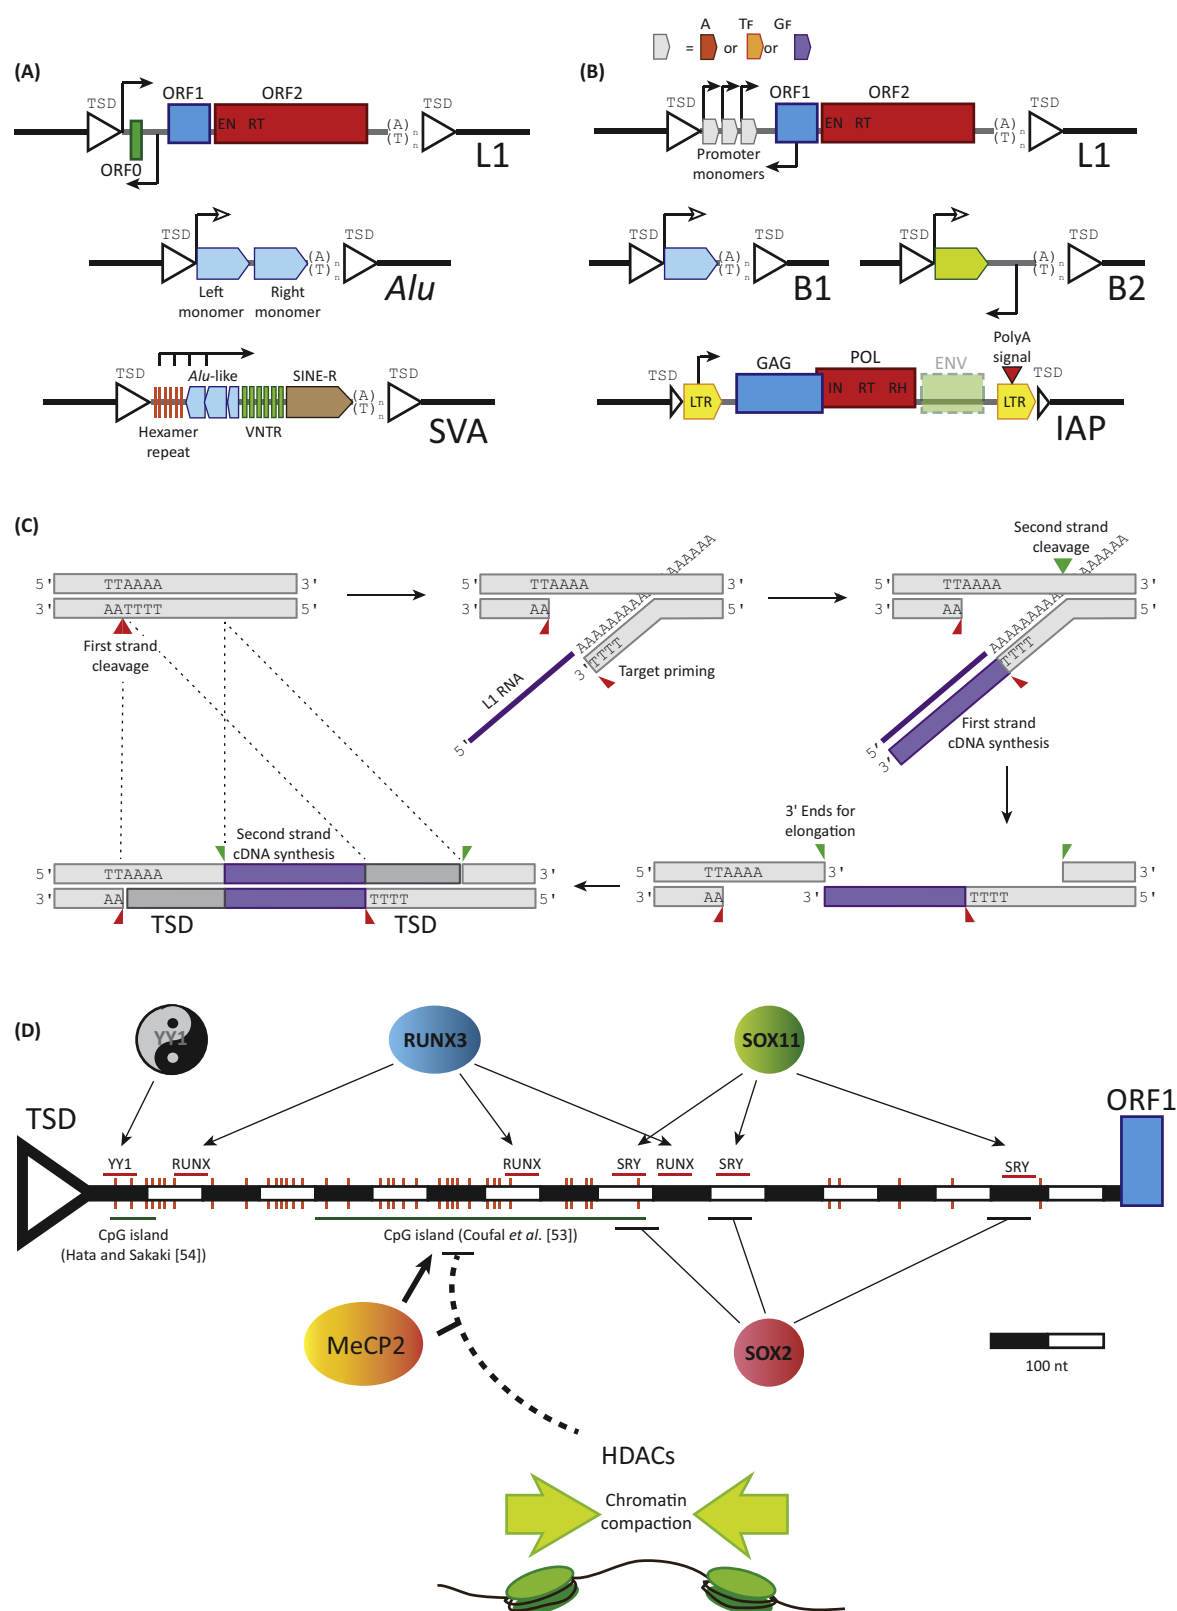 A TF GF
= or or
(A)
TSD ORF1 ORF2 TSD
EN RT (A)
(T) n
n
ORF0
L1
(B)
TSD ORF1 ORF2 TSD
EN RT (A)
(T) n
n
Promoter
monomers
L1
TSD TSD
(A)
(T) n
n
Left
monomer
Right
monomer
Alu
TSD TSD
(A)
(T) n
n
B1
TSD TSD
(A)
(T) n
n
B2
TSD Alu-like SINE-R TSD
(A)
(T) n
n
Hexamer
repeat
VNTR
SVA
TSD GAG POL ENV
PolyA
signal
TSD
LTR IN RT RH LTR
IAP
(C)
5' TTAAAA 3'
3' AATTTT 5'
First strand
cleavage
AAAAAA
5' TTAAAA 3'
3' AA 5'
AAAAAAAAAA
TTTT
3'
Target priming
L1 RNA
5'
Second strand
cleavage
AAAAAA
5' TTAAAA 3'
3' AA 5'
AAAAAAAAAA
TTTT
First strand
cDNA synthesis
5'
3'
3' Ends for
elongation
5' TTAAAA 3' 3'
3' AA 3' TTTT 5'
Second strand
cDNA synthesis
5' TTAAAA 3'
3' AA TTTT 5'
TSD TSD
(D)
YY1 RUNX3 SOX11
TSD ORF1
YY1 RUNX RUNX SRY RUNX SRY SRY
CpG island
(Hata and Sakaki [54])
CpG island (Coufal et al. [53])
MeCP2 SOX2
100 nt
HDACs
Chromatin
compaction